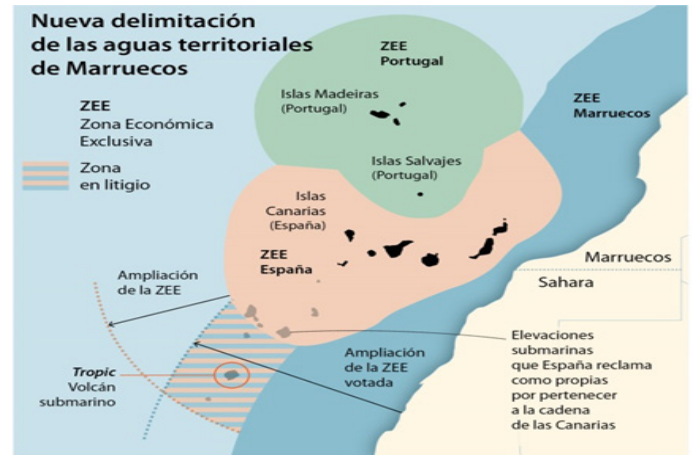 Nueva delimitación
de las aguas territoriales
de Marruecos
ZEE
Zona Económica
Exclusiva
Zona
en litigio
ZEE
Portugal
Islas Madeiras
(Portugal)
ZEE
Marruecos
Islas Salvajes
(Portugal)
Islas
Canarias
(España)
ZEE
España
Marruecos
Sahara
Ampliación
de la ZEE
Tropic
Volcán
submarino
Ampliación
de la ZEE
votada
Elevaciones
submarinas
que España reclama
como propias
por pertenecer
a la cadena
de las Canarias